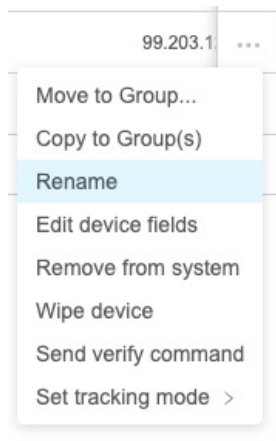 99.203.1
...
Move to Group...
Copy to Group(s)
Rename
Edit device fields
Remove from system
Wipe device
Send verify command
Set tracking mode >